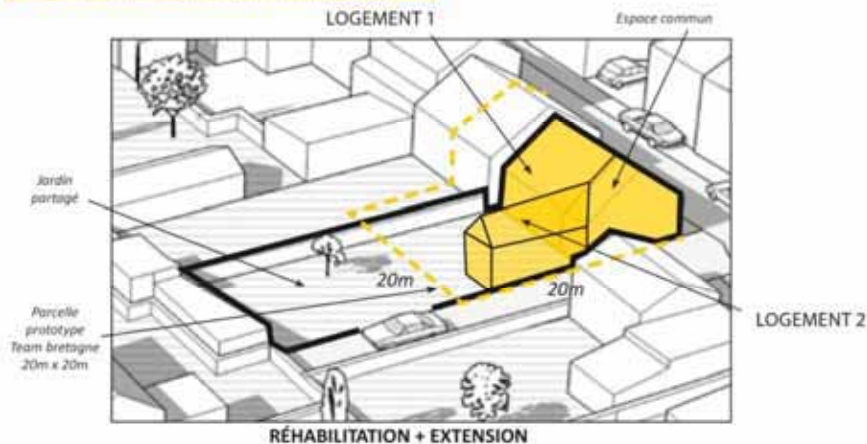 LOGEMENT 1
Espace commun
Jardin
partagé
20m
20m
Parcelle
prototype
Team bretagne
20m x 20m
LOGEMENT 2
RÉHABILITATION + EXTENSION